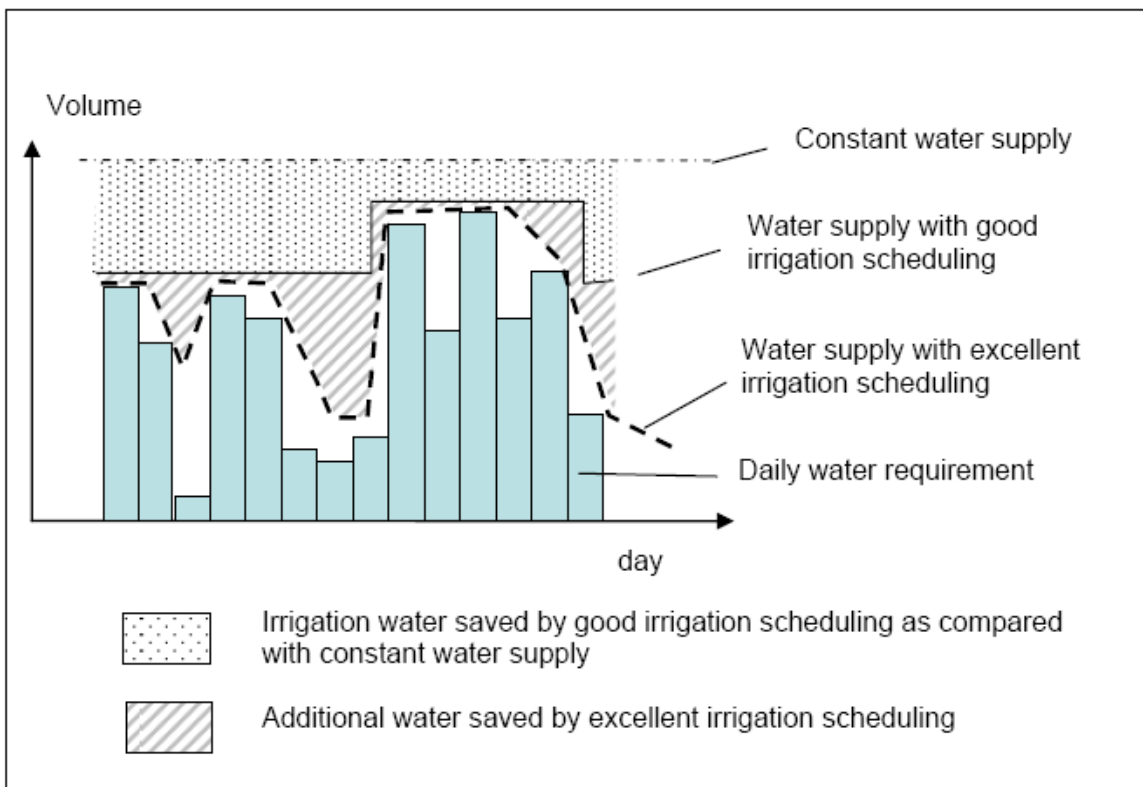 Volume
Constant water supply
Water supply with good
irrigation scheduling
Water supply with excellent
irrigation scheduling
Daily water requirement
day
Irrigation water saved by good irrigation scheduling as compared
with constant water supply
Additional water saved by excellent irrigation scheduling